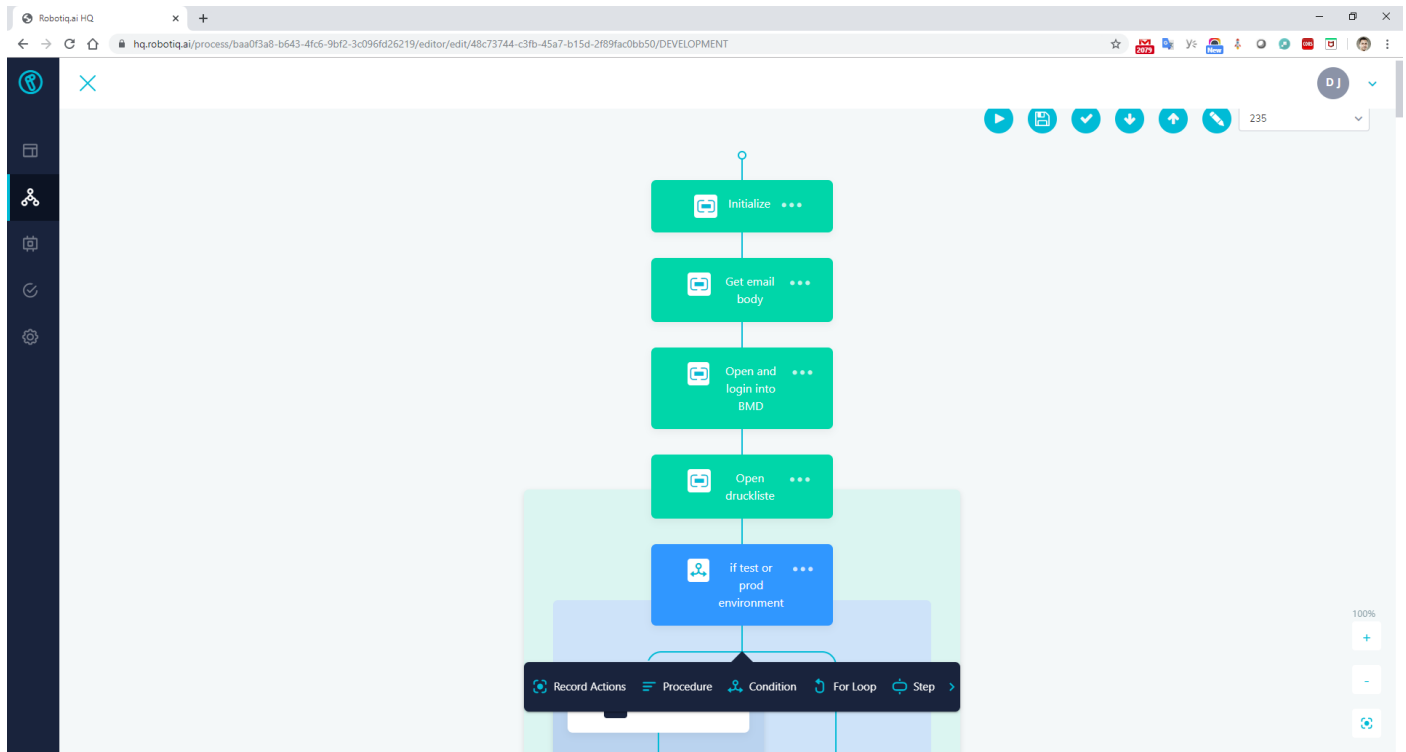 Robotiq.ai HQ
hq.robotiq.ai/process/baa0f3a8-b643-4fc6-9bf2-3c096fd26219/editor/edit/48c73744-c3fb-45a7-b15d-2f89fac0bb50/DEVELOPMENT
2079
New
D J
235
Initialize
Get email
body
Open and
login into
BMD
Open
druckliste
if test or
prod
environment
100%
+
-
Record Actions
Procedure
Condition
For Loop
Step